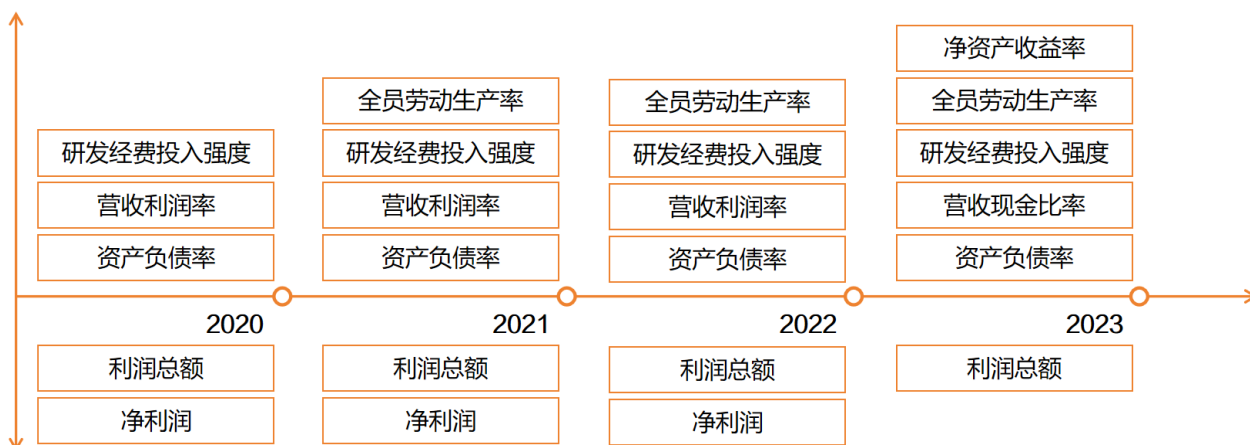 净资产收益率
全员劳动生产率
全员劳动生产率
全员劳动生产率
研发经费投入强度
研发经费投入强度
研发经费投入强度
研发经费投入强度
营收利润率
营收利润率
营收利润率
营收现金比率
资产负债率
资产负债率
资产负债率
资产负债率
2020
2021
2022
2023
利润总额
利润总额
利润总额
利润总额
净利润
净利润
净利润